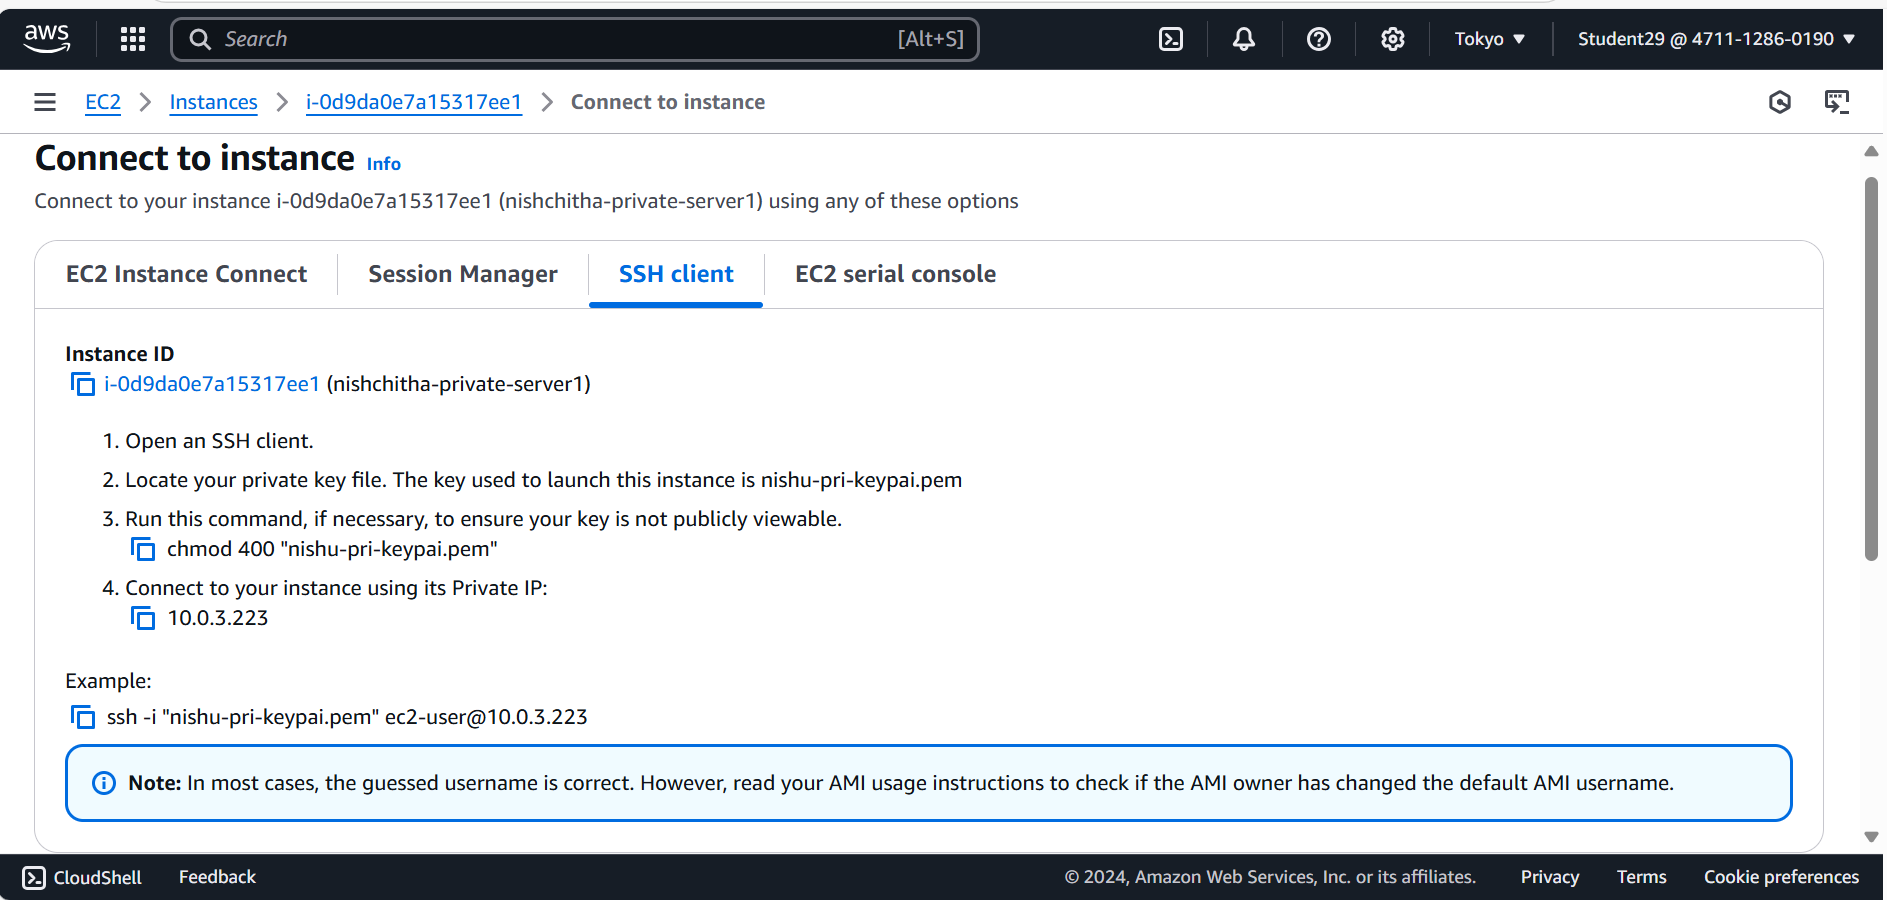 aws Search [Alt+S] Tokyo Student29 @ 4711-1286-0190
EC2 Instances i-0d9da0e7a15317ee1 Connect to instance
Connect to instance Info
Connect to your instance i-0d9da0e7a15317ee1 (nishchitha-private-server1) using any of these options
EC2 Instance Connect Session Manager SSH client EC2 serial console
Instance ID
i-0d9da0e7a15317ee1 (nishchitha-private-server1)
1. Open an SSH client.
2. Locate your private key file. The key used to launch this instance is nishu-pri-keypai.pem
3. Run this command, if necessary, to ensure your key is not publicly viewable.
chmod 400 "nishu-pri-keypai.pem"
4. Connect to your instance using its Private IP:
10.0.3.223
Example:
ssh -i "nishu-pri-keypai.pem" ec2-user@10.0.3.223
Note: In most cases, the guessed username is correct. However, read your AMI usage instructions to check if the AMI owner has changed the default AMI username.
CloudShell Feedback © 2024, Amazon Web Services, Inc. or its affiliates. Privacy Terms Cookie preferences